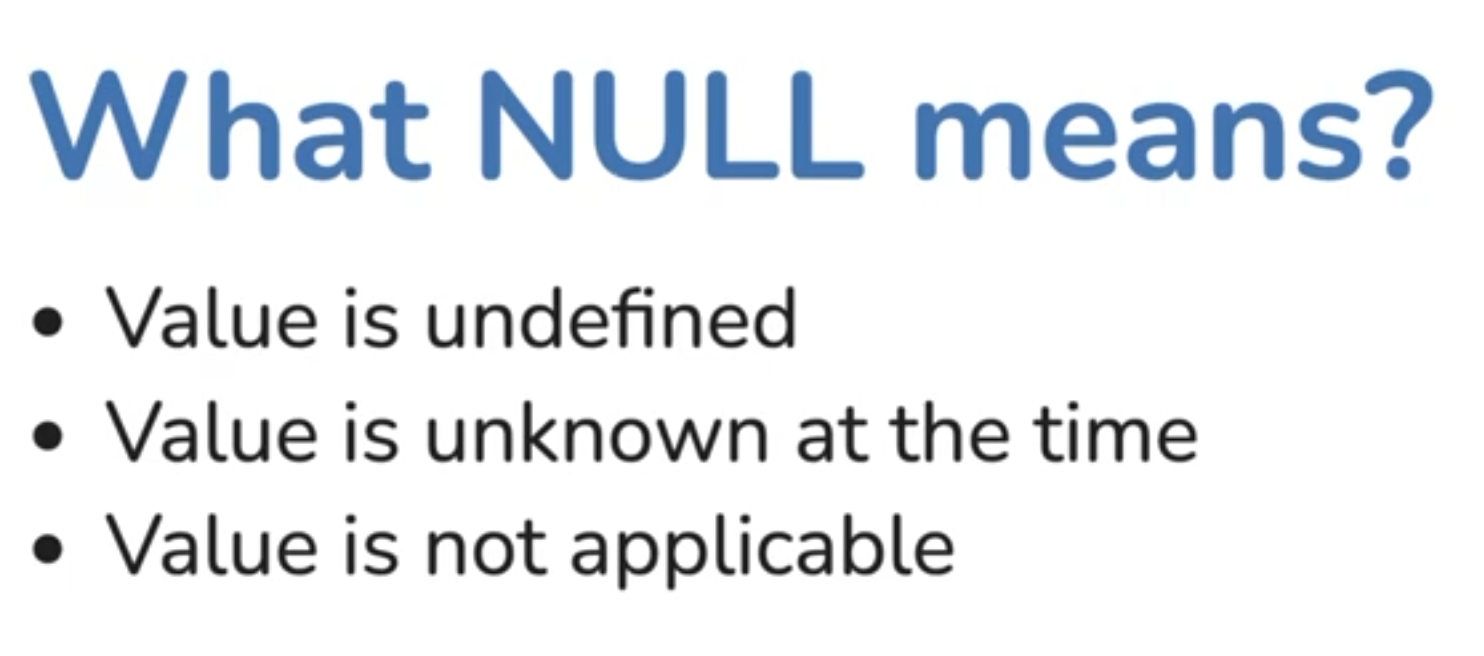 What NULL means?
• Value is undefined
• Value is unknown at the time
• Value is not applicable